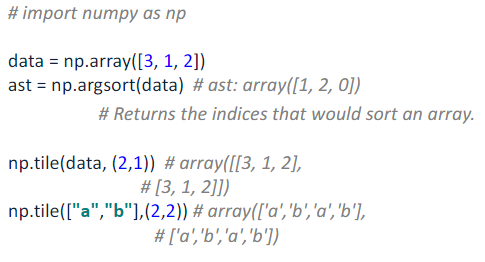 # import numpy as np
data = np.array([3, 1, 2])
ast = np.argsort(data) # ast: array([1, 2, 0])
# Returns the indices that would sort an array.
np.tile(data, (2,1)) # array([[3, 1, 2],
# [3, 1, 2]])
np.tile(["a","b"],(2,2)) # array(['a','b','a','b'],
# ['a','b','a','b'])